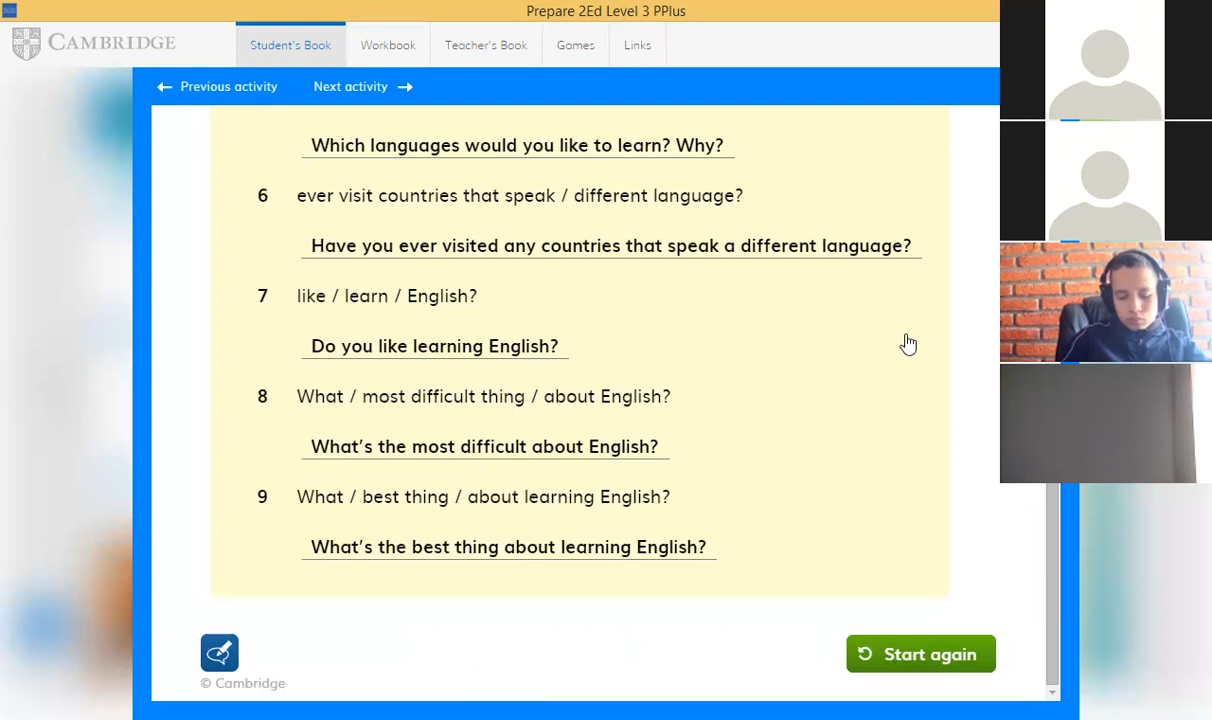 Prepare 2Ed Level 3 PPlus
CAMBRIDGE
Student's Book
Workbook
Teacher's Book
Games
Links
Previous activity
Next activity
Which languages would you like to learn? Why?
6 ever visit countries that speak / different language?
Have you ever visited any countries that speak a different language?
7 like / learn / English?
Do you like learning English?
8 What / most difficult thing / about English?
What's the most difficult about English?
9 What / best thing / about learning English?
What's the best thing about learning English?
Start again
© Cambridge